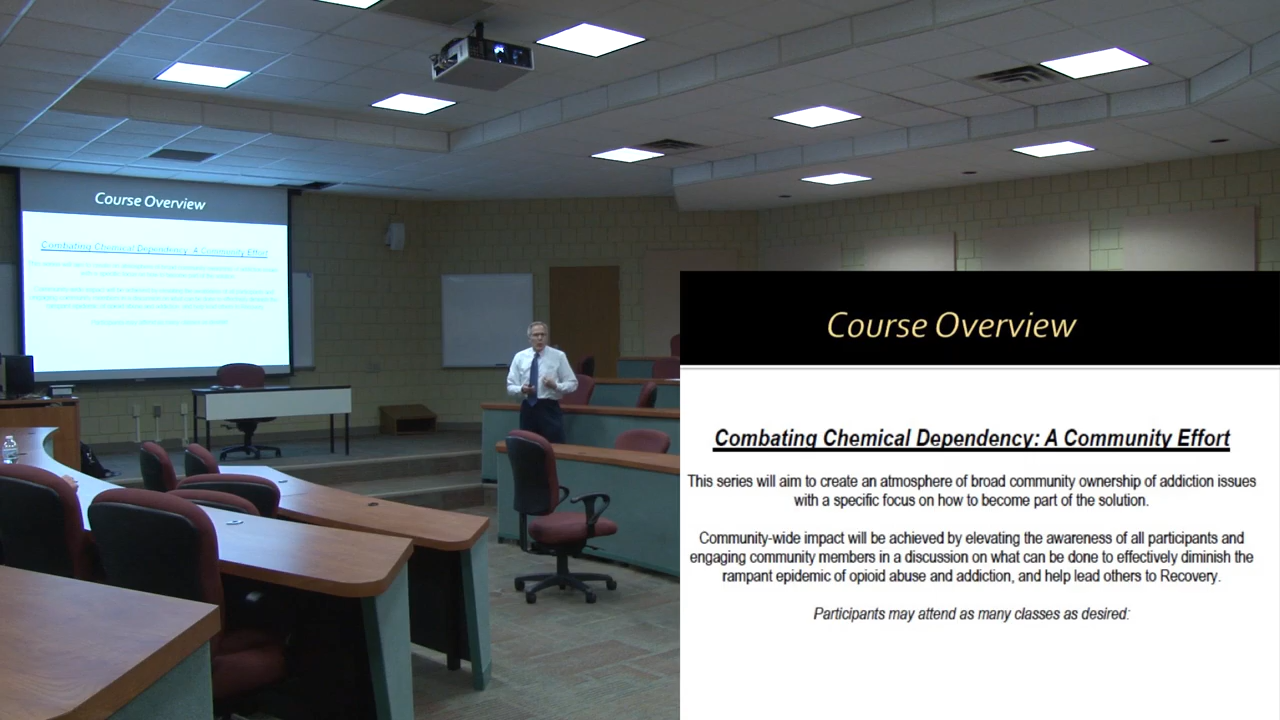 Course Overview
Combating Chemical Dependency: A Community Effort
Course Overview
Combating Chemical Dependency: A Community Effort
This series will aim to create an atmosphere of broad community ownership of addiction issues
with a specific focus on how to become part of the solution.
Community-wide impact will be achieved by elevating the awareness of all participants and
engaging community members in a discussion on what can be done to effectively diminish the
rampant epidemic of opioid abuse and addiction, and help lead others to Recovery.
Participants may attend as many classes as desired: